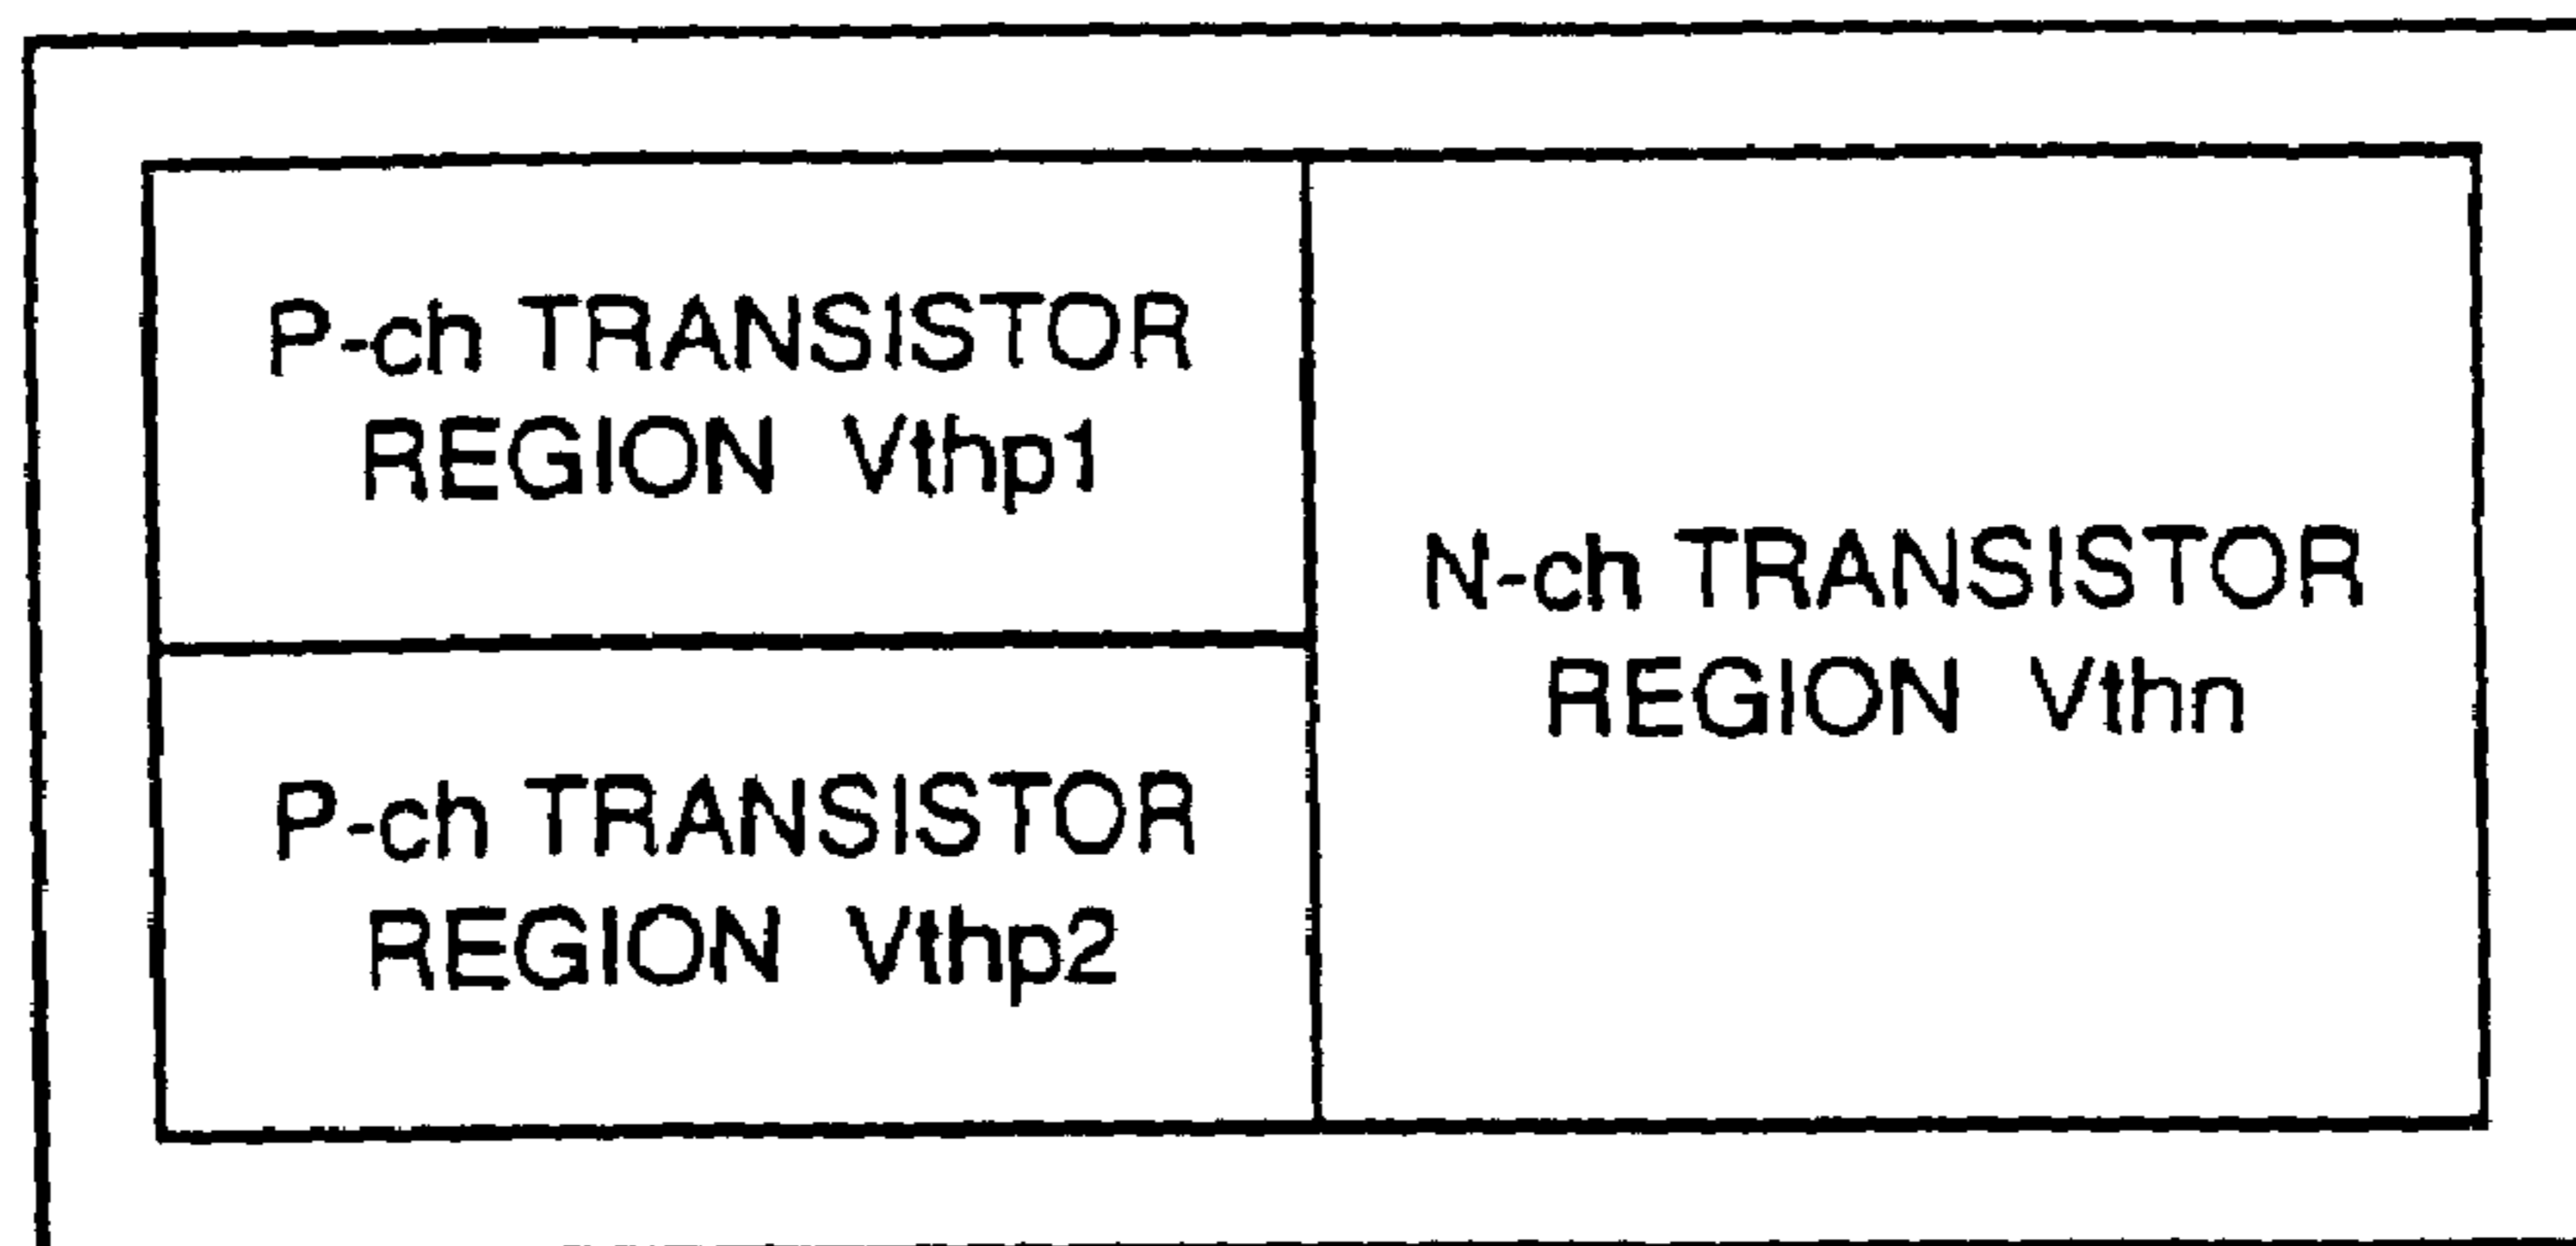 P-ch TRANSISTOR
REGION Vthp1
P-ch TRANSISTOR
REGION Vthp2
N-ch TRANSISTOR
REGION Vthn